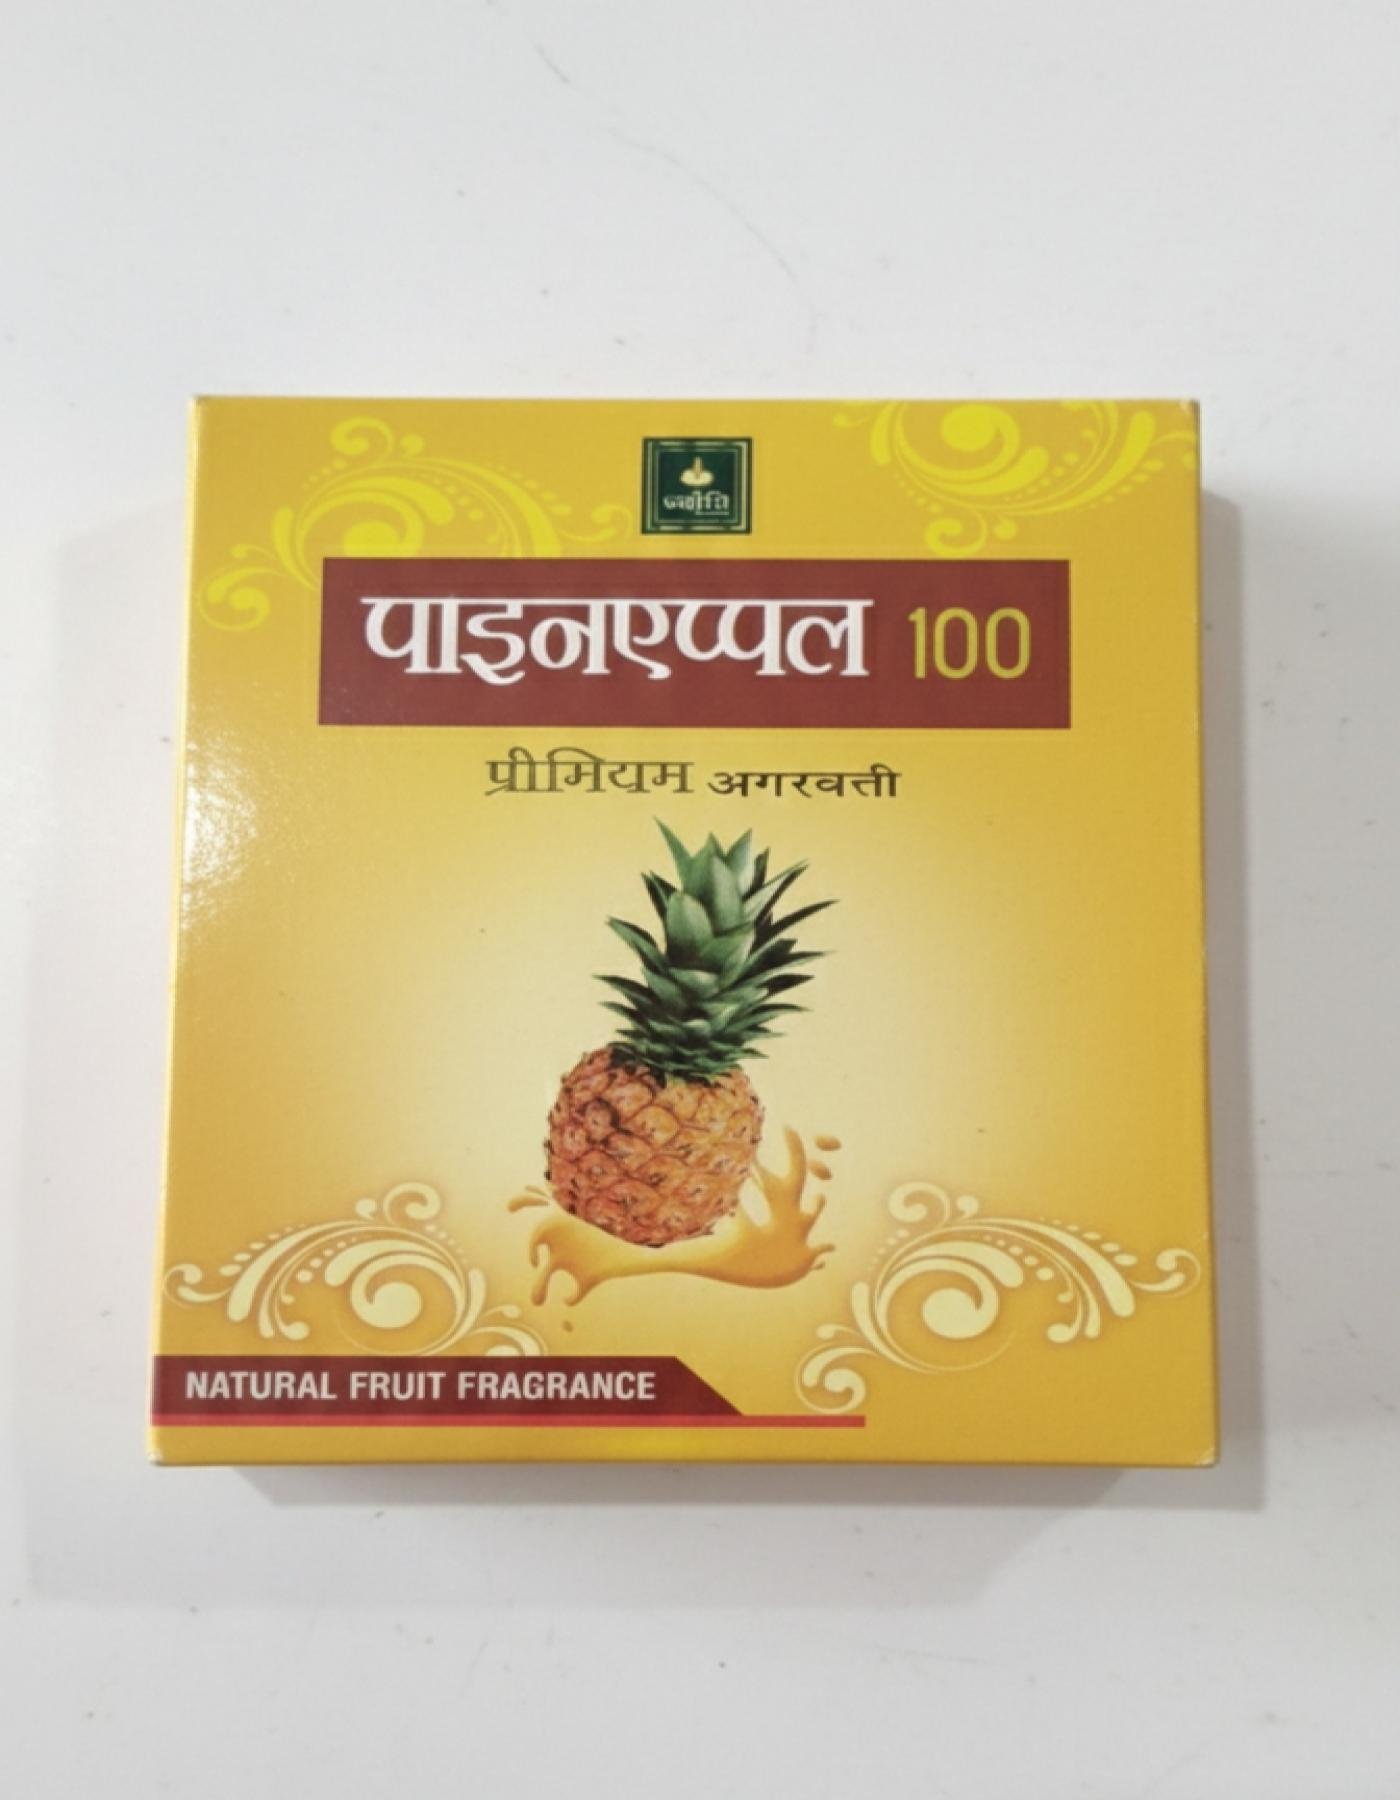 ज्योति
पाइनएप्पल 100
प्रीमियम अगरवत्ती
NATURAL FRUIT FRAGRANCE